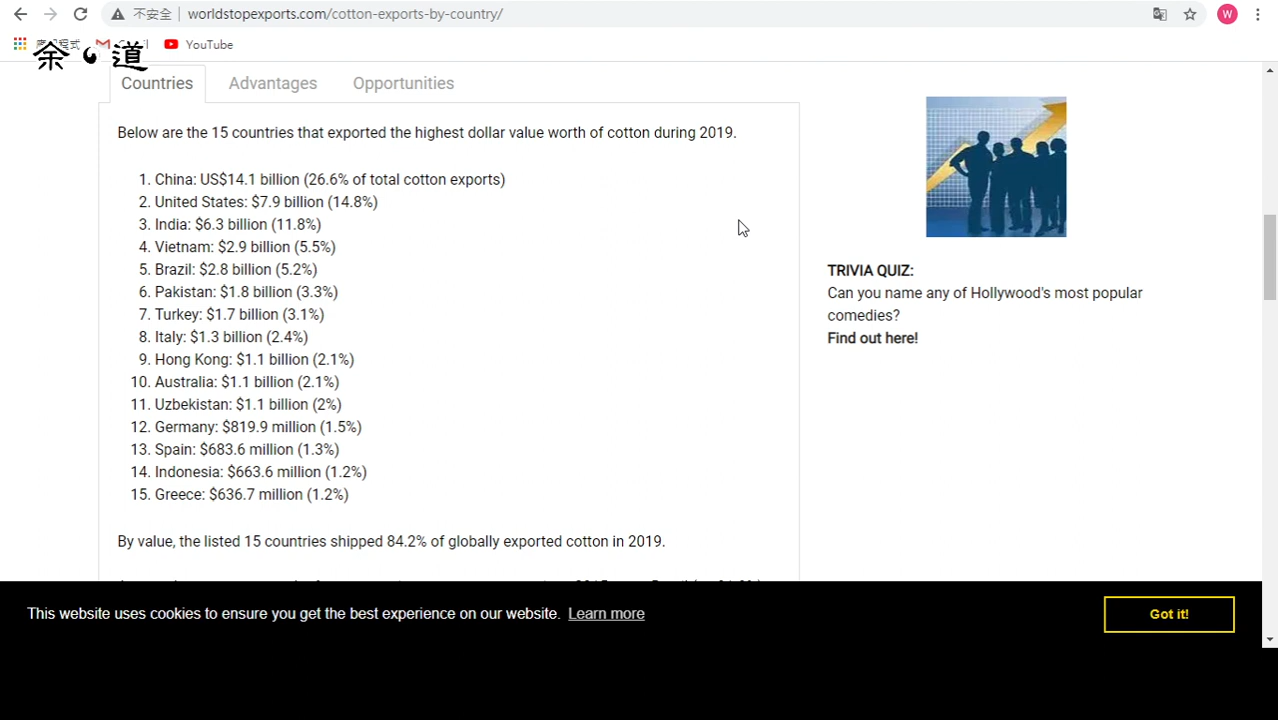 不安全 worldstopexports.com/cotton-exports-by-country/
W
YouTube
余道
Countries Advantages Opportunities
Below are the 15 countries that exported the highest dollar value worth of cotton during 2019.
1. China: US$14.1 billion (26.6% of total cotton exports)
2. United States: $7.9 billion (14.8%)
3. India: $6.3 billion (11.8%)
4. Vietnam: $2.9 billion (5.5%)
5. Brazil: $2.8 billion (5.2%)
6. Pakistan: $1.8 billion (3.3%)
7. Turkey: $1.7 billion (3.1%)
8. Italy: $1.3 billion (2.4%)
9. Hong Kong: $1.1 billion (2.1%)
10. Australia: $1.1 billion (2.1%)
11. Uzbekistan: $1.1 billion (2%)
12. Germany: $819.9 million (1.5%)
13. Spain: $683.6 million (1.3%)
14. Indonesia: $663.6 million (1.2%)
15. Greece: $636.7 million (1.2%)
By value, the listed 15 countries shipped 84.2% of globally exported cotton in 2019.
TRIVIA QUIZ:
Can you name any of Hollywood's most popular
comedies?
Find out here!
This website uses cookies to ensure you get the best experience on our website. Learn more
Got it!